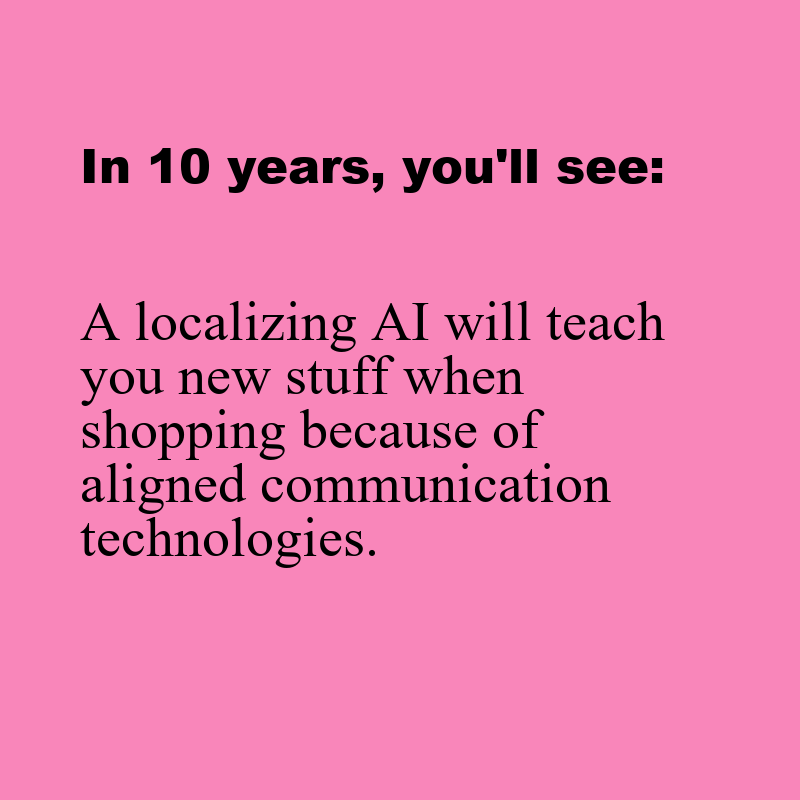 In 10 years, you'll see:
A localizing AI will teach
you new stuff when
shopping because of
aligned communication
technologies.